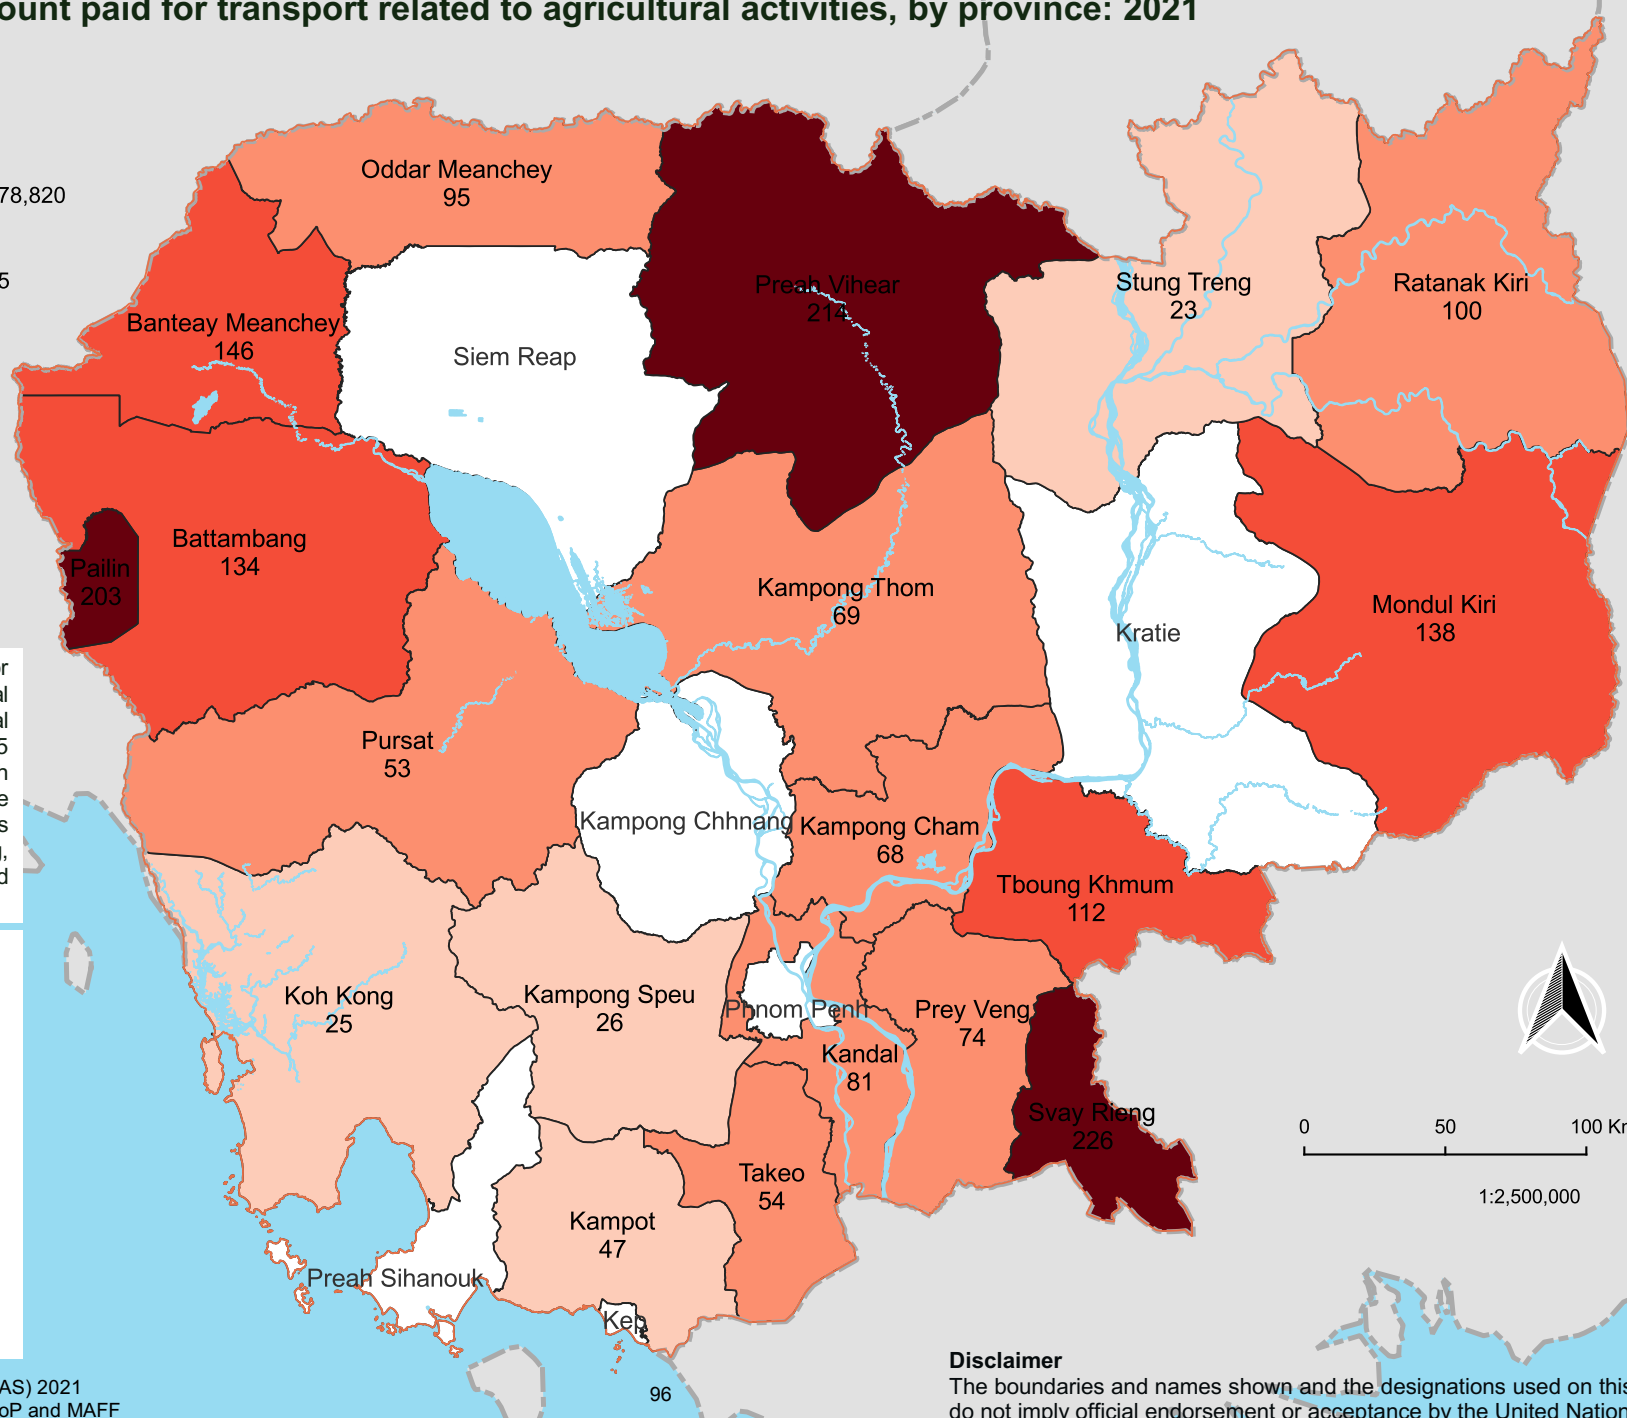 ount paid for transport related to agricultural activities, by province: 2021
78,820
5
Oddar Meanchey
95
Preah Vihear
214
Stung Treng
23
Ratanak Kiri
100
Banteay Meanchey
146
Siem Reap
Battambang
134
Pailin
203
Kampong Thom
69
Kratie
Mondul Kiri
138
Pursat
53
Kampong Chhnang
Kampong Cham
68
Tboung Khmum
112
Koh Kong
25
Kampong Speu
26
Phnom Penh
Prey Veng
74
Kandal
81
Svay Rieng
226
Takeo
54
Kampot
47
Preah Sihanouk
Kep
or
al
al
5
n
e
s
,
d
0 50 100 Km
1:2,500,000
AS) 2021
oP and MAFF
96
Disclaimer
The boundaries and names shown and the designations used on this
do not imply official endorsement or acceptance by the United Nation